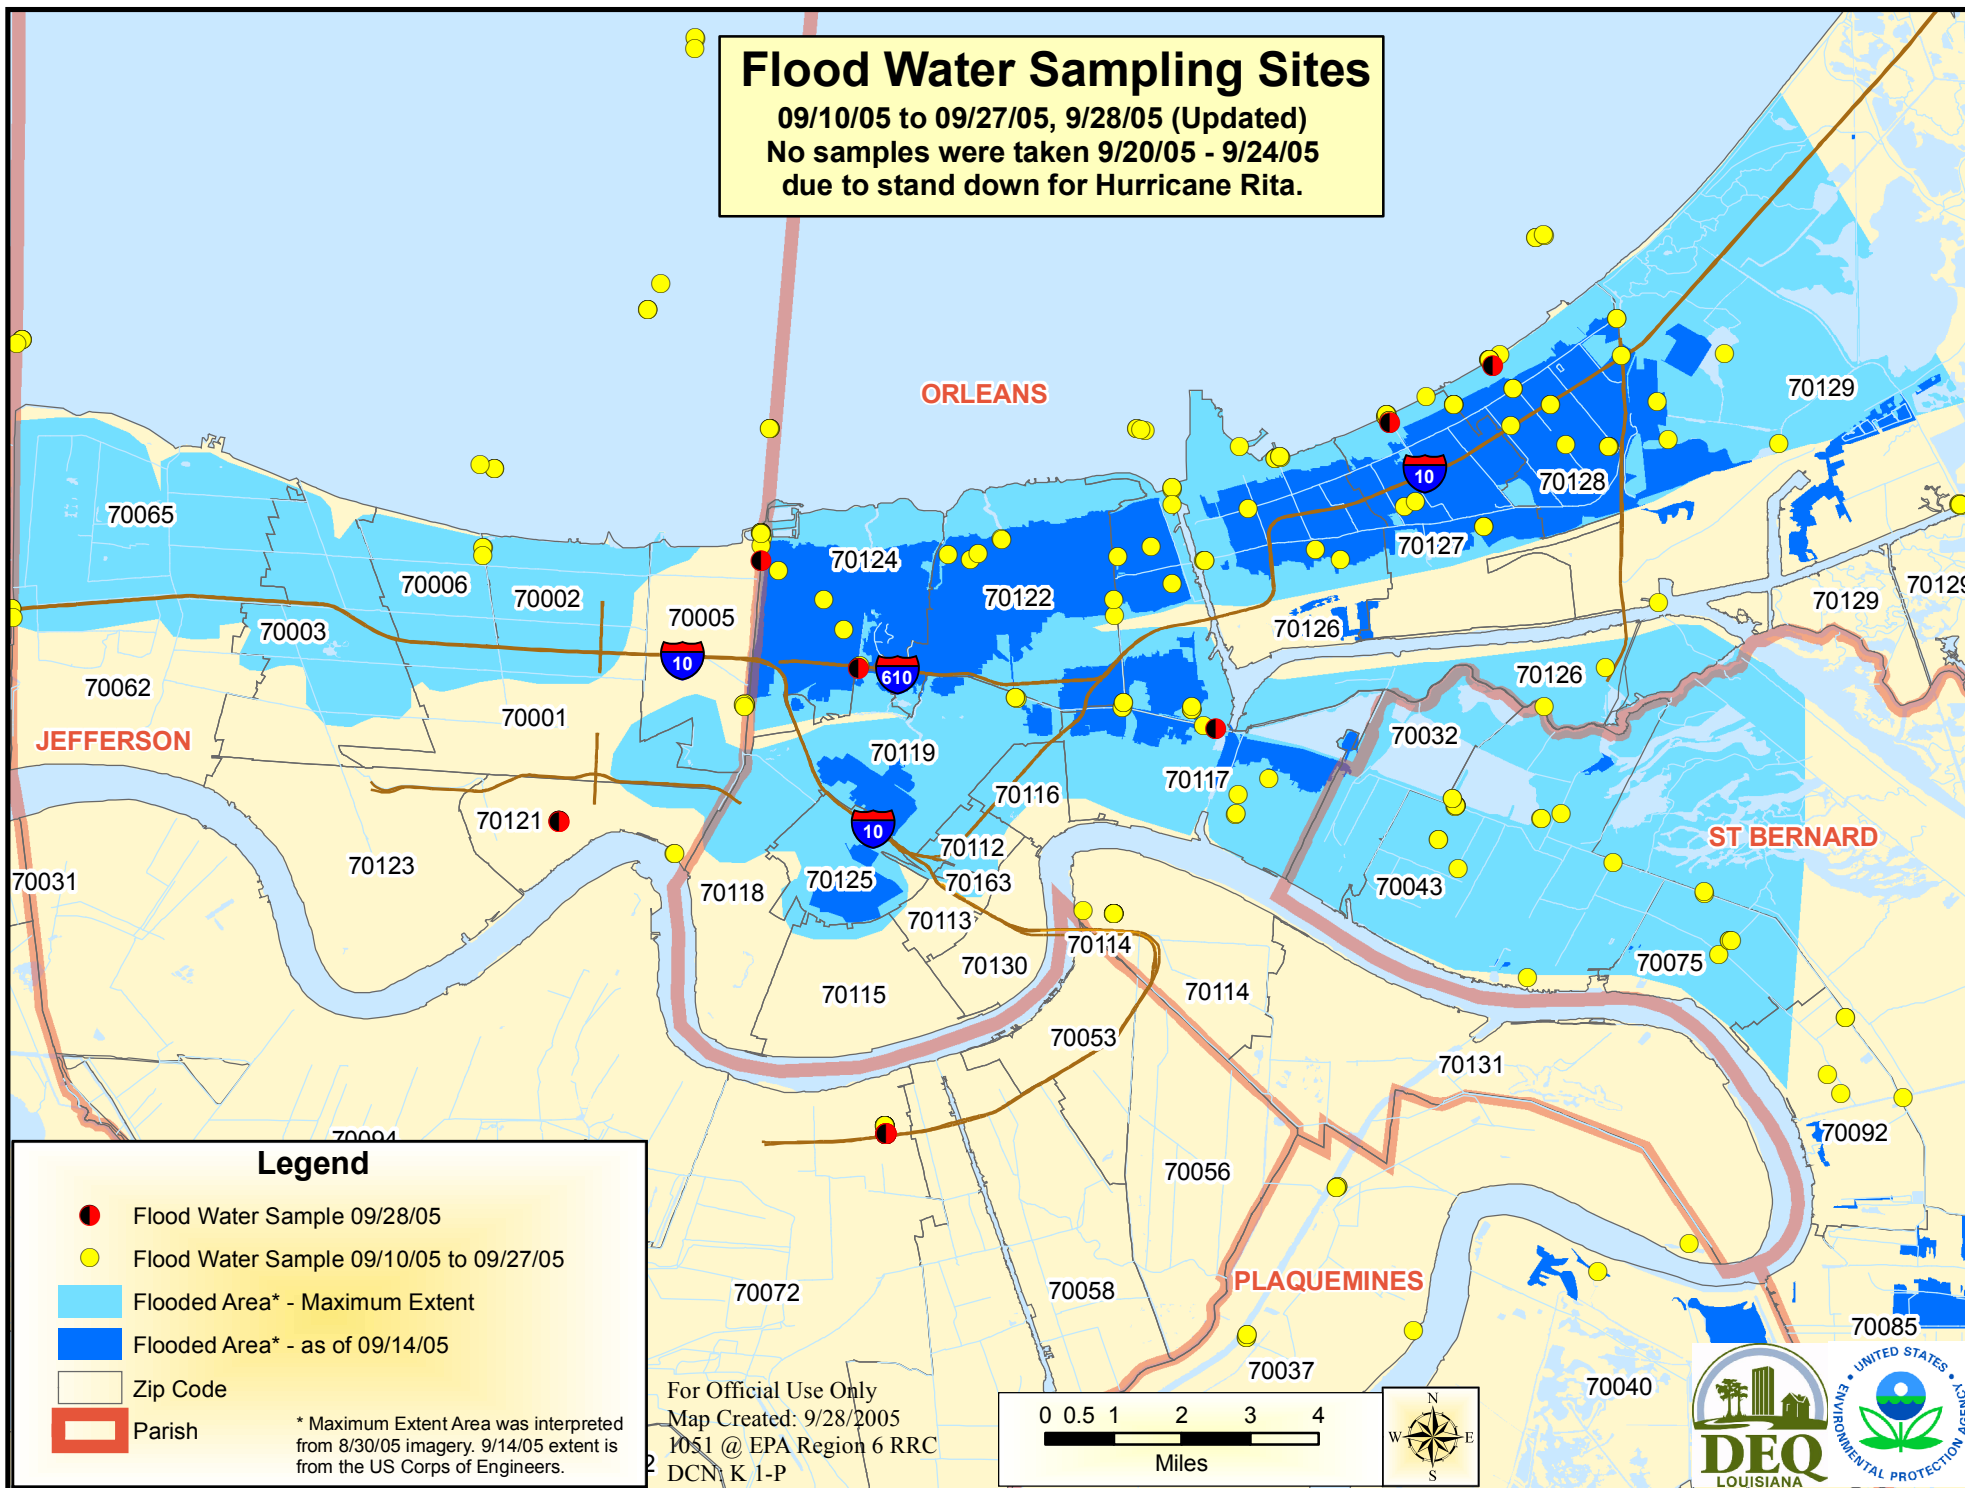 Flood Water Sampling Sites
09/10/05 to 09/27/05, 9/28/05 (Updated)
No samples were taken 9/20/05 - 9/24/05
due to stand down for Hurricane Rita.
ORLEANS
70129
70065
70124
10
70128
70127
70006
70002
70122
70005
70003
70126
70129
70129
10
610
70062
70001
70126
JEFFERSON
70119
70032
70117
70116
70121
10
70112
ST BERNARD
70123
70031
70118
70125
70163
70043
70113
70114
70130
70115
70114
70075
70053
70131
70094
70092
70056
PLAQUEMINES
70072
70058
70085
70037
70040
Legend
Flood Water Sample 09/28/05
Flood Water Sample 09/10/05 to 09/27/05
Flooded Area* - Maximum Extent
Flooded Area* - as of 09/14/05
Zip Code
Parish
* Maximum Extent Area was interpreted
from 8/30/05 imagery. 9/14/05 extent is
from the US Corps of Engineers.
2
For Official Use Only
Map Created: 9/28/2005
1051 @ EPA Region 6 RRC
DCN: K 1-P
0 0.5 1 2 3 4
Miles
N
W E
S
DEQ
LOUISIANA
UNITED STATES
ENVIRONMENTAL PROTECTION AGENCY